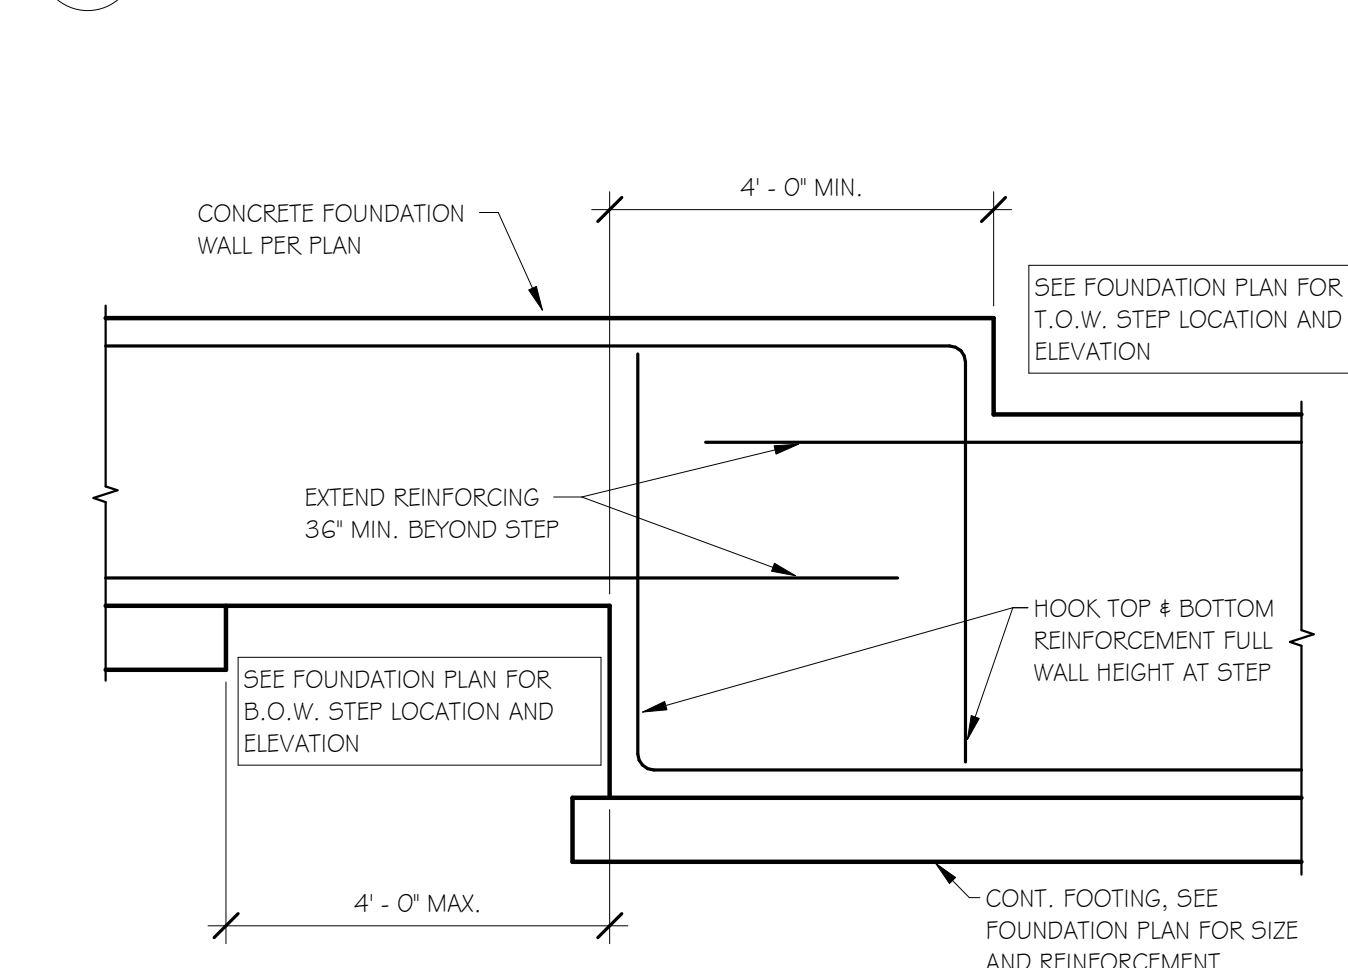 4' - 0" MIN.
CONCRETE FOUNDATION
WALL PER PLAN
SEE FOUNDATION PLAN FOR
T.O.W. STEP LOCATION AND
ELEVATION
EXTEND REINFORCING
36" MIN. BEYOND STEP
HOOK TOP & BOTTOM
REINFORCEMENT FULL
WALL HEIGHT AT STEP
SEE FOUNDATION PLAN FOR
B.O.W. STEP LOCATION AND
ELEVATION
4' - 0" MAX.
CONT. FOOTING, SEE
FOUNDATION PLAN FOR SIZE
AND REINFORCEMENT